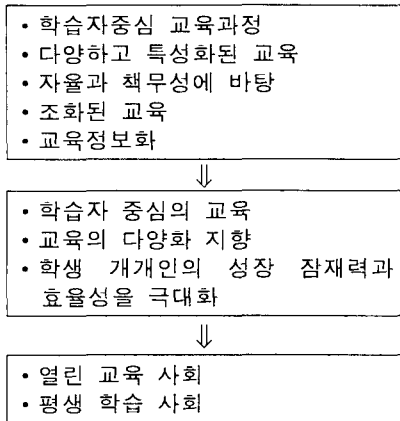 • 학습자중심 교육과정
• 다양하고 특성화된 교육
• 자율과 책무성에 바탕
• 조화된 교육
• 교육정보화
⇓
• 학습자 중심의 교육
• 교육의 다양화 지향
• 학생 개개인의 성장 잠재력과
효율성을 극대화
⇓
• 열린 교육 사회
• 평생 학습 사회